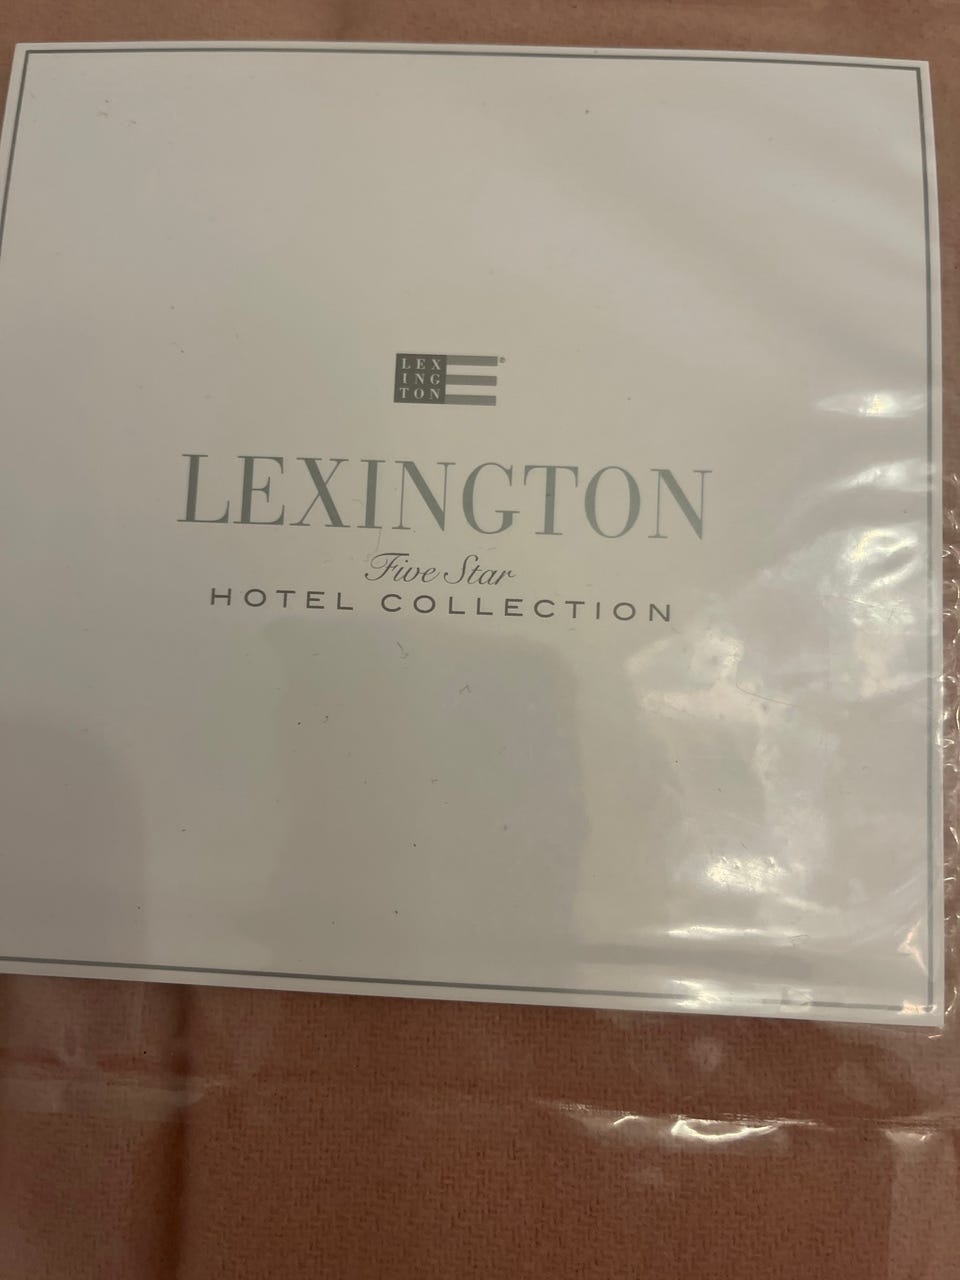 LEX
ING
TON
®
LEXINGTON
Five Star
HOTEL COLLECTION